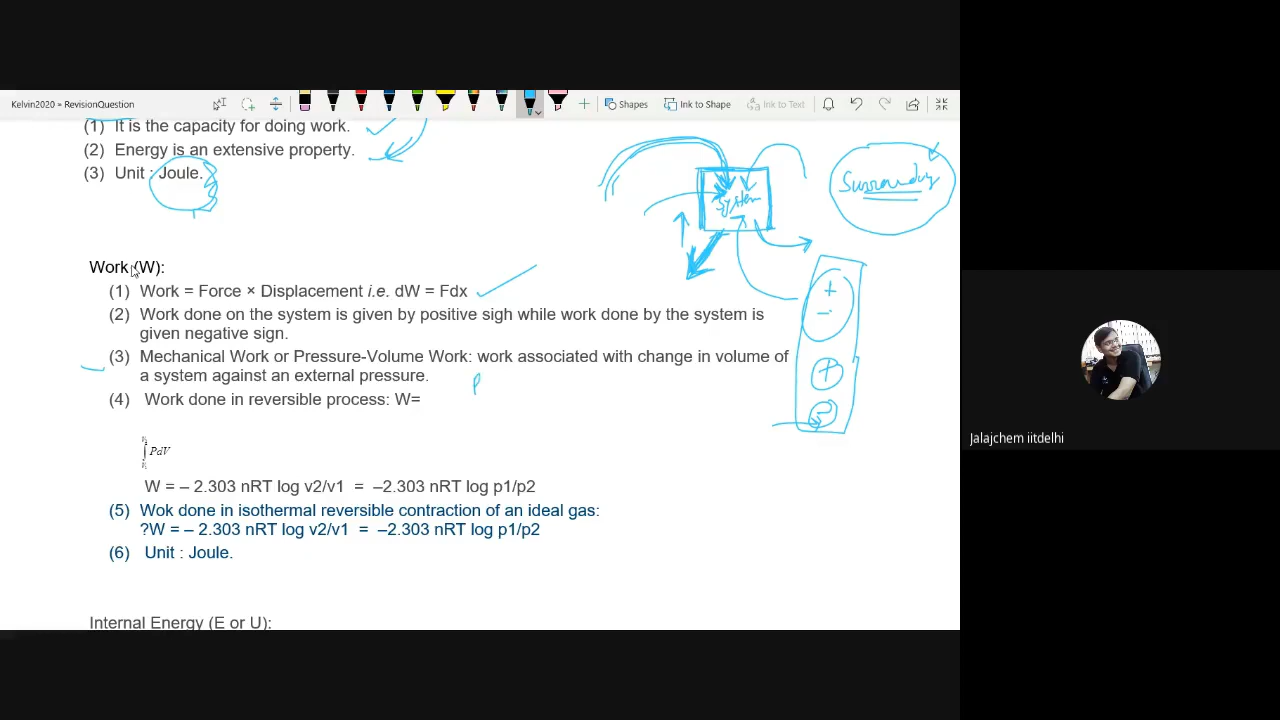 Kelvin2020 » RevisionQuestion
Shapes
Ink to Shape
Ink to Text
(1) It is the capacity for doing work.
(2) Energy is an extensive property.
(3) Unit : Joule.
System
Work (W):
(1) Work = Force × Displacement i.e. dW = Fdx
(2) Work done on the system is given by positive sigh while work done by the system is
given negative sign.
+
−
(3) Mechanical Work or Pressure-Volume Work: work associated with change in volume of
a system against an external pressure.
P
+
(4) Work done in reversible process: W=
∫PdV
W = – 2.303 nRT log v2/v1 = –2.303 nRT log p1/p2
(5) Wok done in isothermal reversible contraction of an ideal gas:
?W = – 2.303 nRT log v2/v1 = –2.303 nRT log p1/p2
(6) Unit : Joule.
Internal Energy (E or U):
Jalajchem iitdelhi